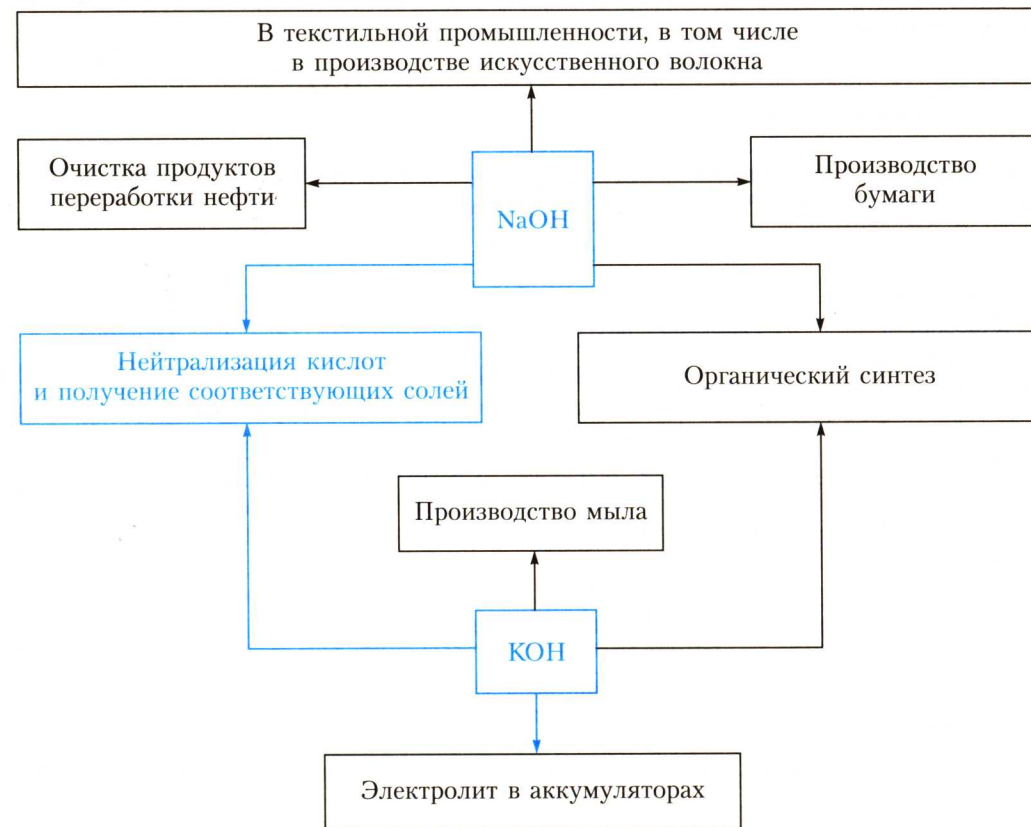 В текстильной промышленности, в том числе
в производстве искусственного волокна
Очистка продуктов
переработки нефти
NaOH
Производство
бумаги
Нейтрализация кислот
и получение соответствующих солей
Органический синтез
Производство мыла
KOH
Электролит в аккумуляторах